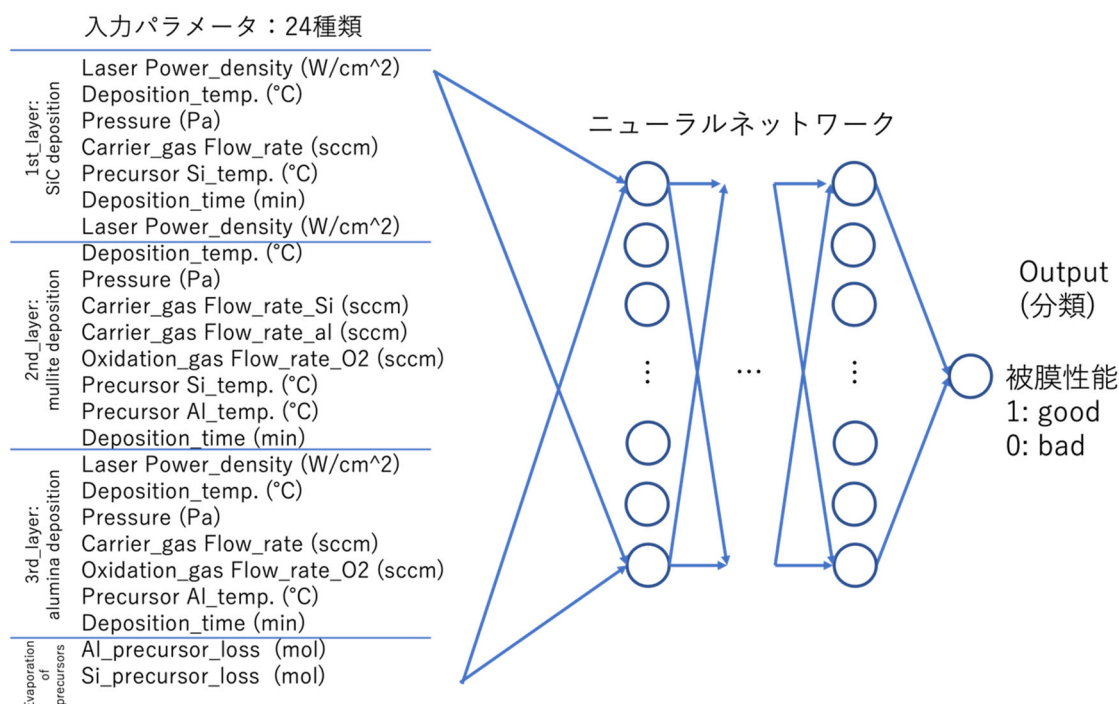 入力パラメータ：24種類
1st_layer:
SiC deposition
Laser Power_density (W/cm^2)
Deposition_temp. (°C)
Pressure (Pa)
Carrier_gas Flow_rate (sccm)
Precursor Si_temp. (°C)
Deposition_time (min)
Laser Power_density (W/cm^2)
2nd_layer:
mullite deposition
Deposition_temp. (°C)
Pressure (Pa)
Carrier_gas Flow_rate_Si (sccm)
Carrier_gas Flow_rate_al (sccm)
Oxidation_gas Flow_rate_O2 (sccm)
Precursor Si_temp. (°C)
Precursor Al_temp. (°C)
Deposition_time (min)
3rd_layer:
alumina deposition
Laser Power_density (W/cm^2)
Deposition_temp. (°C)
Pressure (Pa)
Carrier_gas Flow_rate (sccm)
Oxidation_gas Flow_rate_O2 (sccm)
Precursor Al_temp. (°C)
Deposition_time (min)
Evaporation
of
precursors
Al_precursor_loss (mol)
Si_precursor_loss (mol)
ニューラルネットワーク
⋮
…
⋮
Output
(分類)
被膜性能
1: good
0: bad